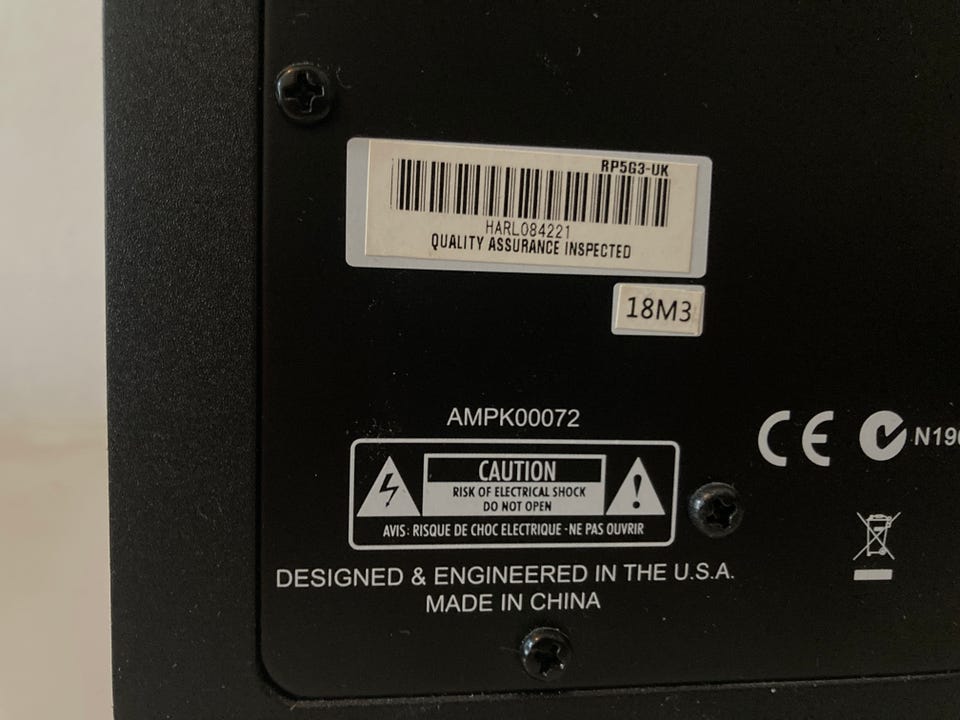 RP5G3-UK
HARL084221
QUALITY ASSURANCE INSPECTED
18M3
AMPK00072
CE
N190
CAUTION
RISK OF ELECTRICAL SHOCK
DO NOT OPEN
AVIS: RISQUE DE CHOC ELECTRIQUE - NE PAS OUVRIR
DESIGNED & ENGINEERED IN THE U.S.A.
MADE IN CHINA